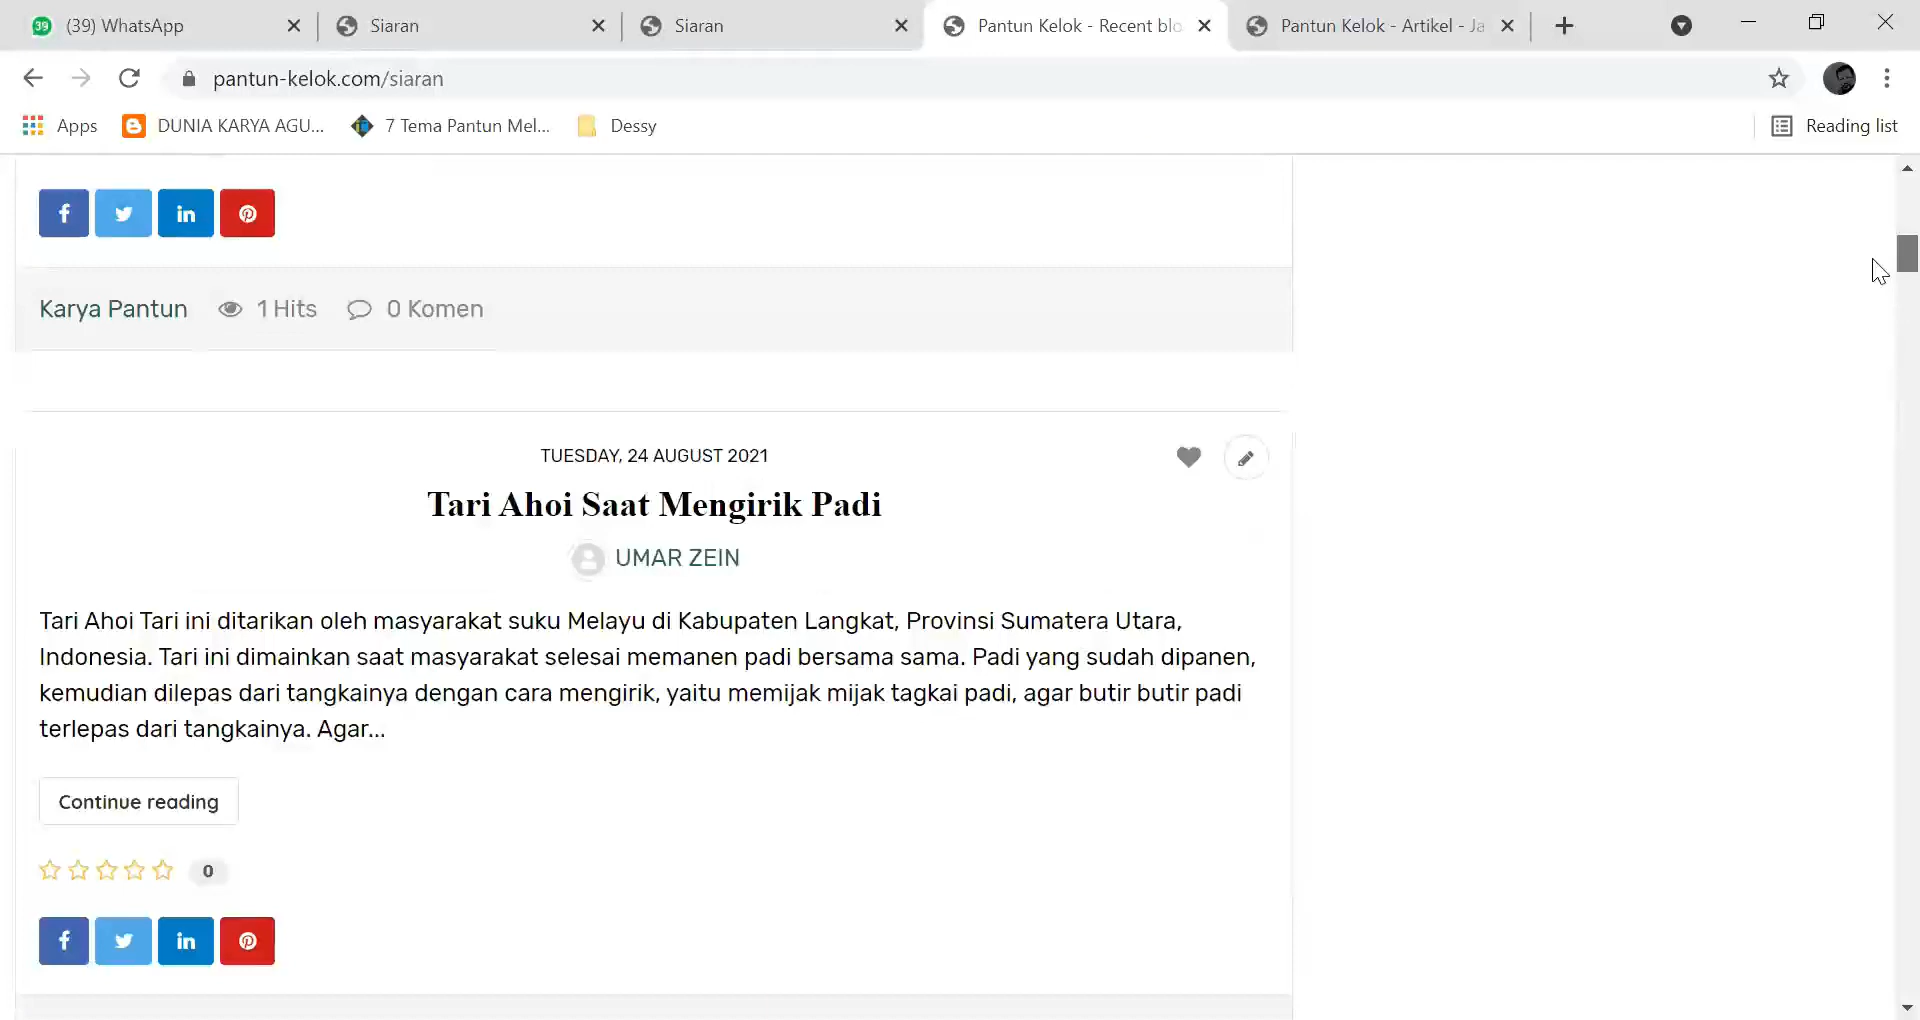 39 (39) WhatsApp
Siaran
Siaran
Pantun Kelok - Recent blo
Pantun Kelok - Artikel - Ja
pantun-kelok.com/siaran
Apps
DUNIA KARYA AGU...
7 Tema Pantun Mel...
Dessy
Reading list
Karya Pantun 1 Hits 0 Komen
TUESDAY, 24 AUGUST 2021
Tari Ahoi Saat Mengirik Padi
UMAR ZEIN
Tari Ahoi Tari ini ditarikan oleh masyarakat suku Melayu di Kabupaten Langkat, Provinsi Sumatera Utara,
Indonesia. Tari ini dimainkan saat masyarakat selesai memanen padi bersama sama. Padi yang sudah dipanen,
kemudian dilepas dari tangkainya dengan cara mengirik, yaitu memijak mijak tagkai padi, agar butir butir padi
terlepas dari tangkainya. Agar...
Continue reading
0